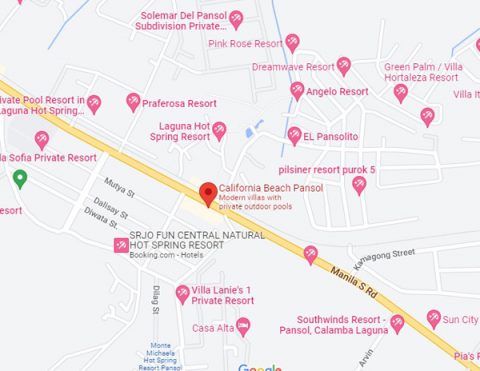 Solemar Del Pansol
Subdivision Private...
Pink Rose Resort
Dreamwave Resort
Green Palm / Villa
Hortaleza Resort
Angelo Resort
Villa It
rivate Pool Resort in
Laguna Hot Spring...
Praferosa Resort
Laguna Hot
Spring Resort
EL Pansolito
la Sofia Private Resort
pilsiner resort purok 5
Mutya St
California Beach Pansol
Modern villas with
private outdoor pools
Dalisay St
Diwata St
esort
SRJO FUN CENTRAL NATURAL
HOT SPRING RESORT
Booking.com - Hotels
Kamagong Street
Manila S Rd
Dilag St
Villa Lanie's 1
Private Resort
Casa Alta
Southwinds Resort -
Pansol, Calamba Laguna
Sun City
Monte
Michaela
Hot Spring
Resort Pansol
Arvin
Pia's
Google